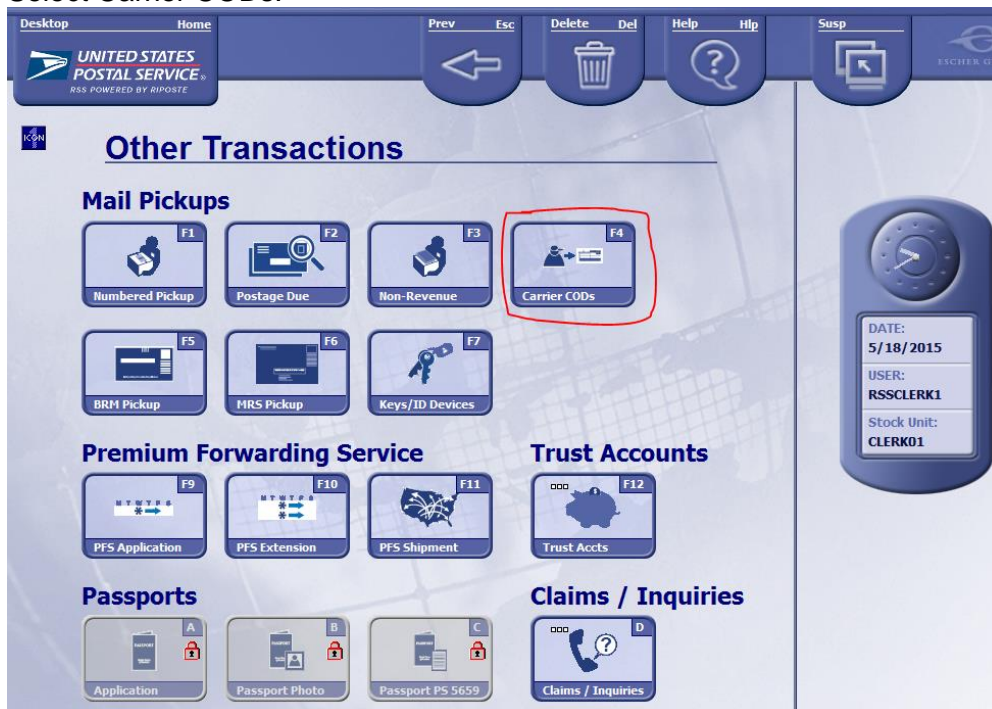 Select Carrier CODs.
Desktop Home
Prev Esc
Delete Del
Help Hlp
Susp
UNITED STATES
POSTAL SERVICE®
RSS POWERED BY RIPOSTE
ESCHER G
ICON
1
Other Transactions
Mail Pickups
F1
F2
F3
F4
Numbered Pickup
Postage Due
Non-Revenue
Carrier CODs
F5
F6
F7
BRM Pickup
MRS Pickup
Keys/ID Devices
Premium Forwarding Service
Trust Accounts
F9
F10
F11
F12
M T W T F S
M T W T F S
PFS Application
PFS Extension
PFS Shipment
Trust Accts
Passports
Claims / Inquiries
A
B
C
D
PASSPORT
Application
Passport Photo
Passport PS 5659
Claims / Inquiries
DATE:
5/18/2015
USER:
RSSCLERK1
Stock Unit:
CLERK01